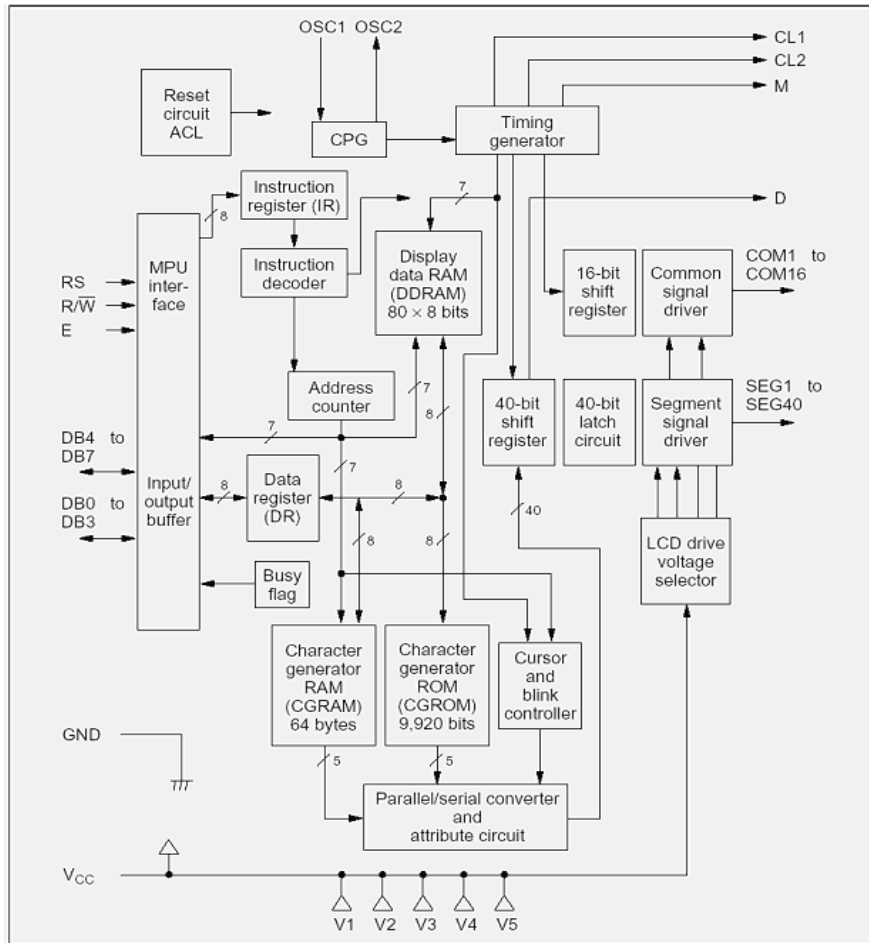 OSC1 OSC2
CL1
CL2
M
Reset
circuit
ACL
CPG
Timing
generator
Instruction
register (IR)
8
7
D
MPU
inter-
face
Instruction
decoder
Display
data RAM
(DDRAM)
80 × 8 bits
16-bit
shift
register
Common
signal
driver
COM1 to
COM16
RS
R/W̅
E
Address
counter
7
8
40-bit
shift
register
40-bit
latch
circuit
Segment
signal
driver
SEG1 to
SEG40
DB4 to
DB7
7
7
Input/
output
buffer
8
Data
register
(DR)
8
DB0 to
DB3
8
8
40
LCD drive
voltage
selector
Busy
flag
Character
generator
RAM
(CGRAM)
64 bytes
Character
generator
ROM
(CGROM)
9,920 bits
Cursor
and
blink
controller
GND
5
5
Parallel/serial converter
and
attribute circuit
VCC
V1 V2 V3 V4 V5